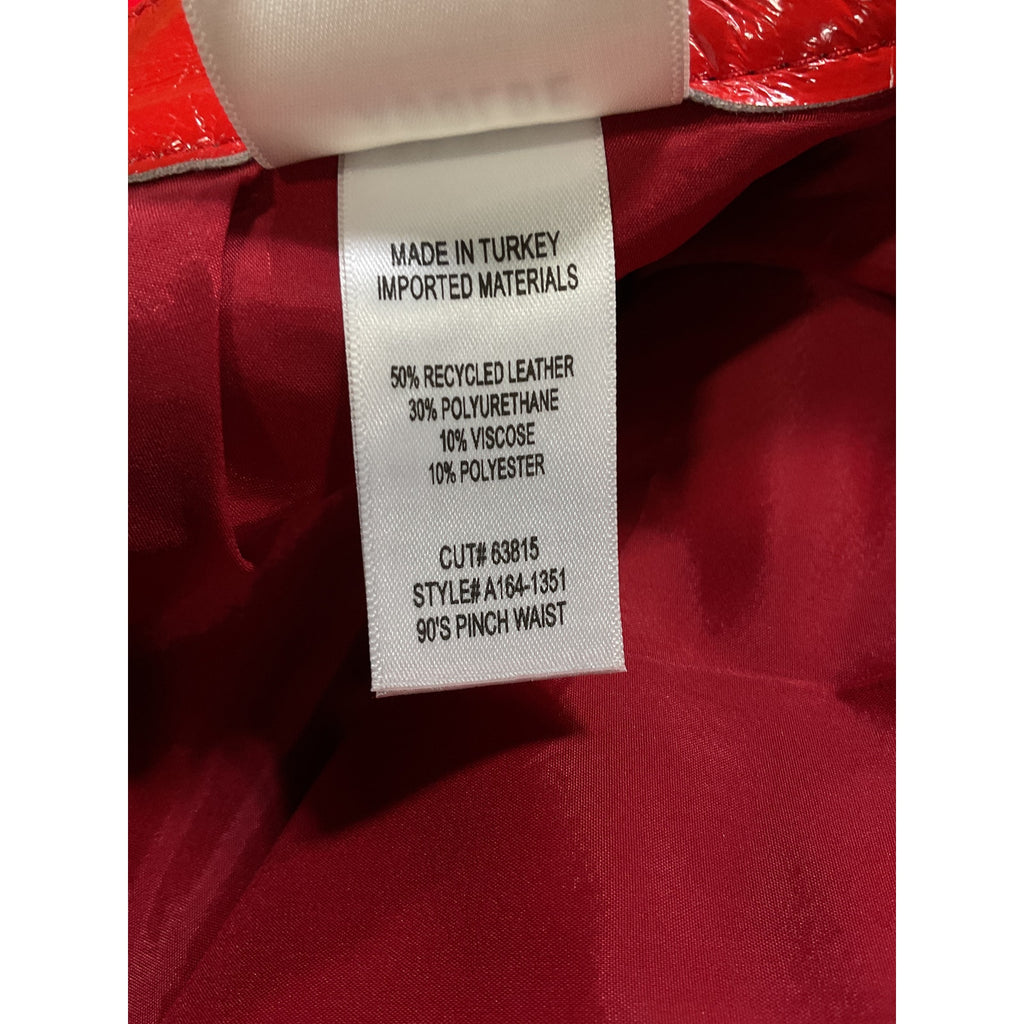 MADE IN TURKEY
IMPORTED MATERIALS
50% RECYCLED LEATHER
30% POLYURETHANE
10% VISCOSE
10% POLYESTER
CUT# 63815
STYLE# A164-1351
90'S PINCH WAIST